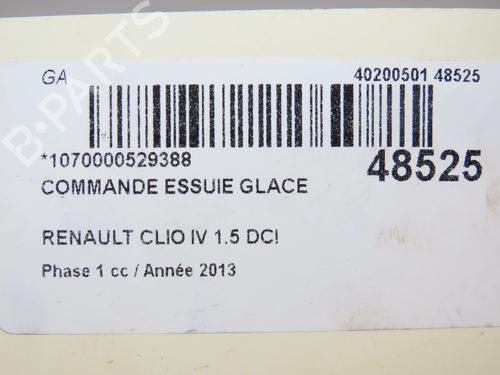 GA 40200501 48525
*1070000529388 48525
COMMANDE ESSUIE GLACE
RENAULT CLIO IV 1.5 DCI
Phase 1 cc / Année 2013
B-PARTS